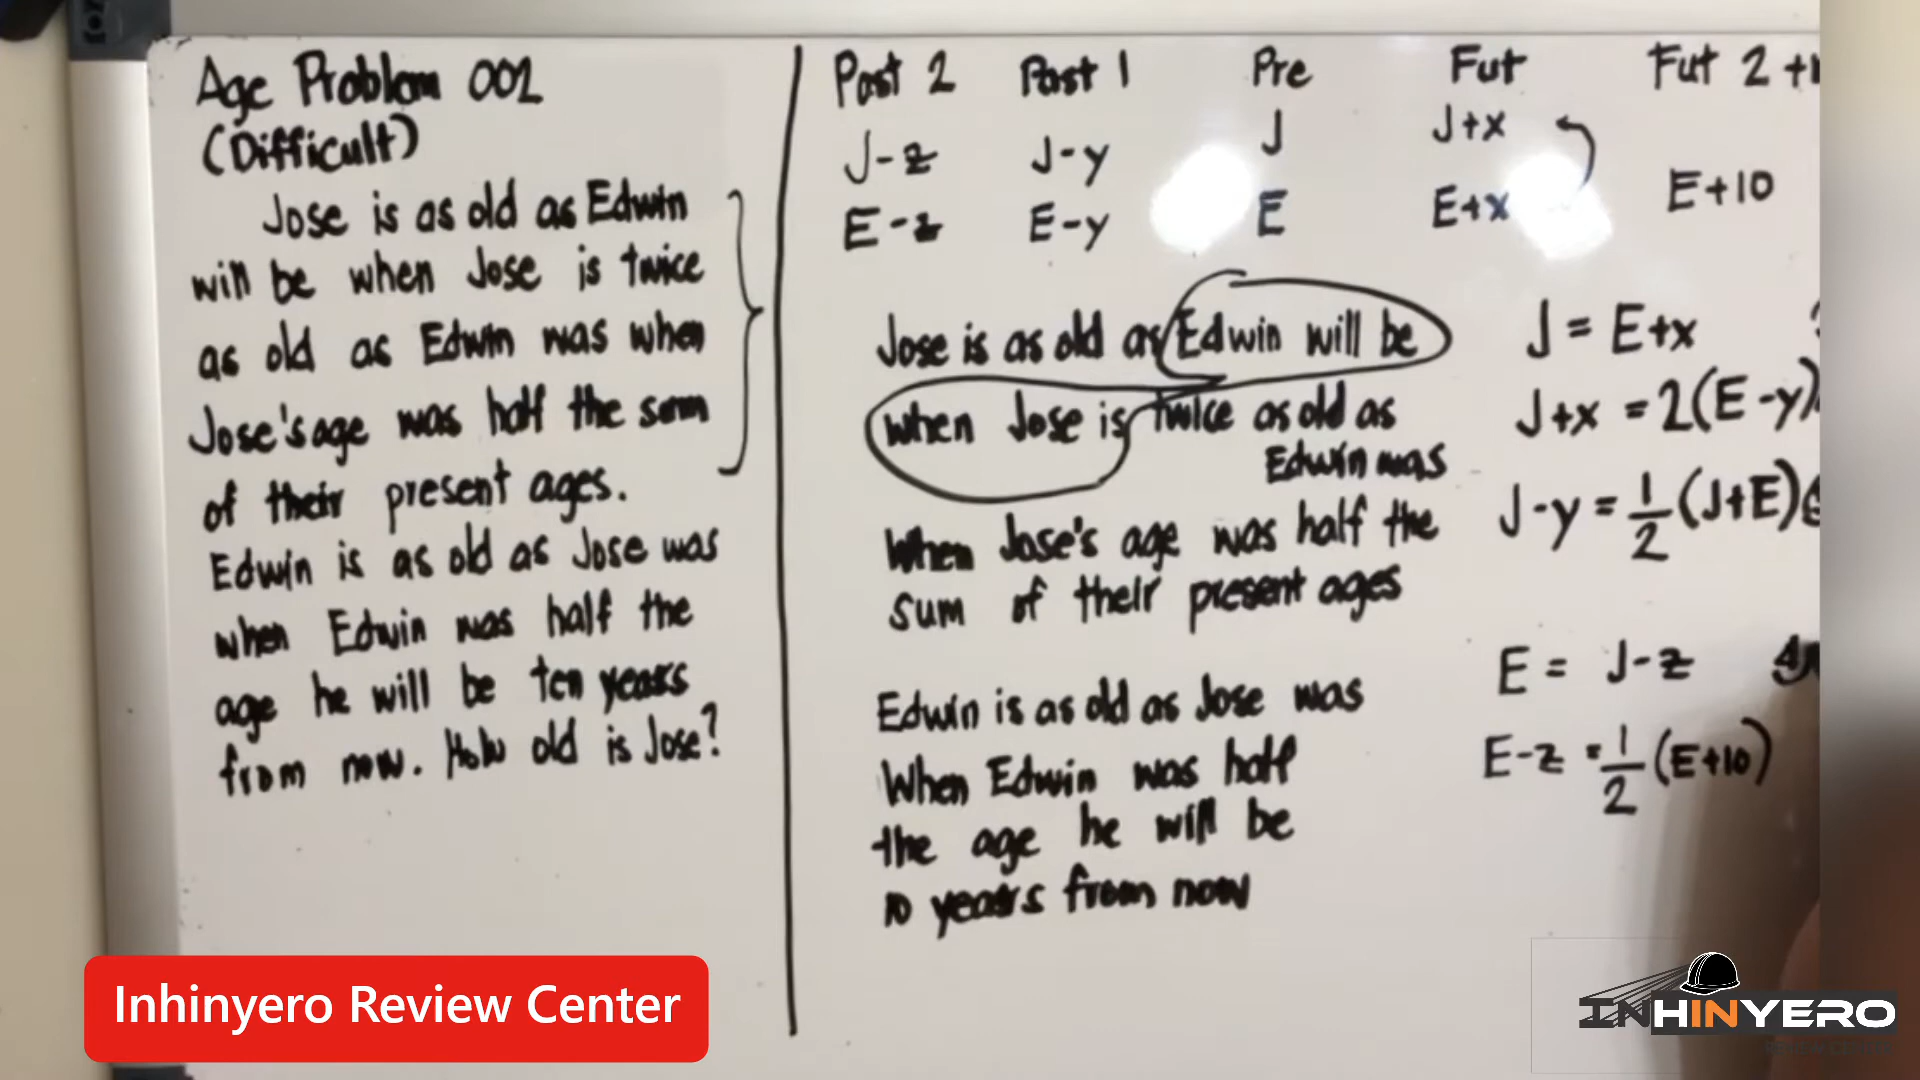 Age Problem 002
(Difficult)
Jose is as old as Edwin
will be when Jose is twice
as old as Edwin was when
Jose's age was half the sum
of their present ages.
Edwin is as old as Jose was
when Edwin was half the
age he will be ten years
from now. How old is Jose?
Past 2 Past 1 Pre Fut Fut 2
J-z J-y J J+x
E-z E-y E E+x E+10
Jose is as old as Edwin will be
when Jose is twice as old as
Edwin was
When Jose's age was half the
sum of their present ages
J = E+x
J+x = 2(E-y)
J-y = 1/2 (J+E)
Edwin is as old as Jose was
When Edwin was half
the age he will be
10 years from now
E = J-z
E-z = 1/2 (E+10)
Inhinyero Review Center
INHINYERO
REVIEW CENTER